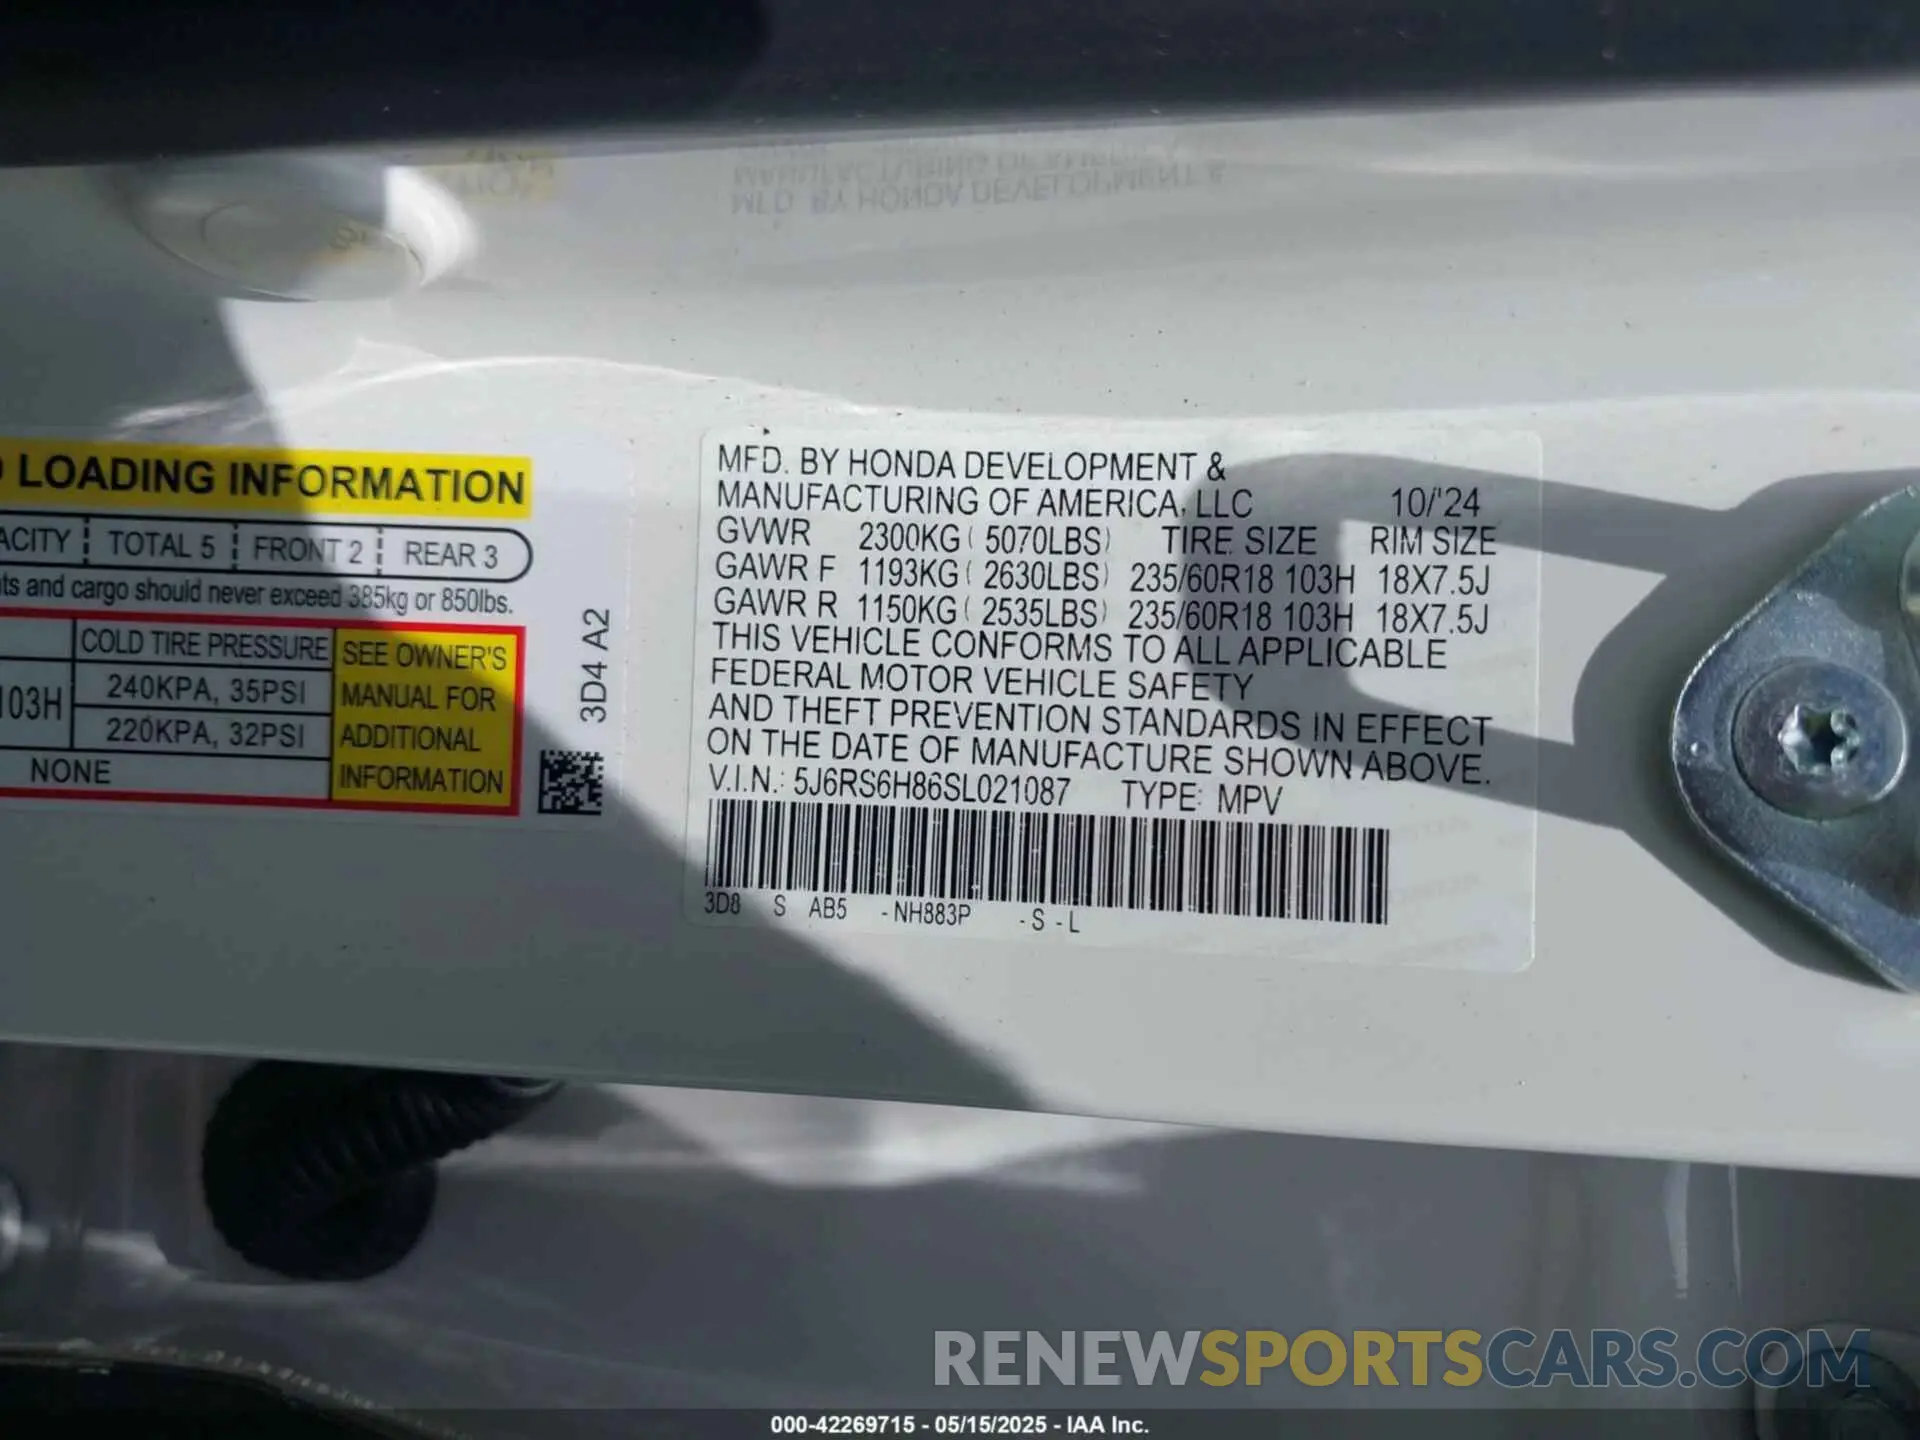 LOADING INFORMATION
ACITY TOTAL 5 FRONT 2 REAR 3
ts and cargo should never exceed 385kg or 850lbs.
COLD TIRE PRESSURE
103H
240KPA, 35PSI
220KPA, 32PSI
NONE
SEE OWNER'S
MANUAL FOR
ADDITIONAL
INFORMATION
3D4 A2
MFD. BY HONDA DEVELOPMENT &
MANUFACTURING OF AMERICA, LLC 10/'24
GVWR 2300KG ( 5070LBS) TIRE SIZE RIM SIZE
GAWR F 1193KG ( 2630LBS) 235/60R18 103H 18X7.5J
GAWR R 1150KG ( 2535LBS) 235/60R18 103H 18X7.5J
THIS VEHICLE CONFORMS TO ALL APPLICABLE
FEDERAL MOTOR VEHICLE SAFETY
AND THEFT PREVENTION STANDARDS IN EFFECT
ON THE DATE OF MANUFACTURE SHOWN ABOVE.
V.I.N.: 5J6RS6H86SL021087 TYPE: MPV
3D8 S AB5 -NH883P -S-L
RENEWSPORTSCARS.COM
000-42269715 - 05/15/2025 - IAA Inc.